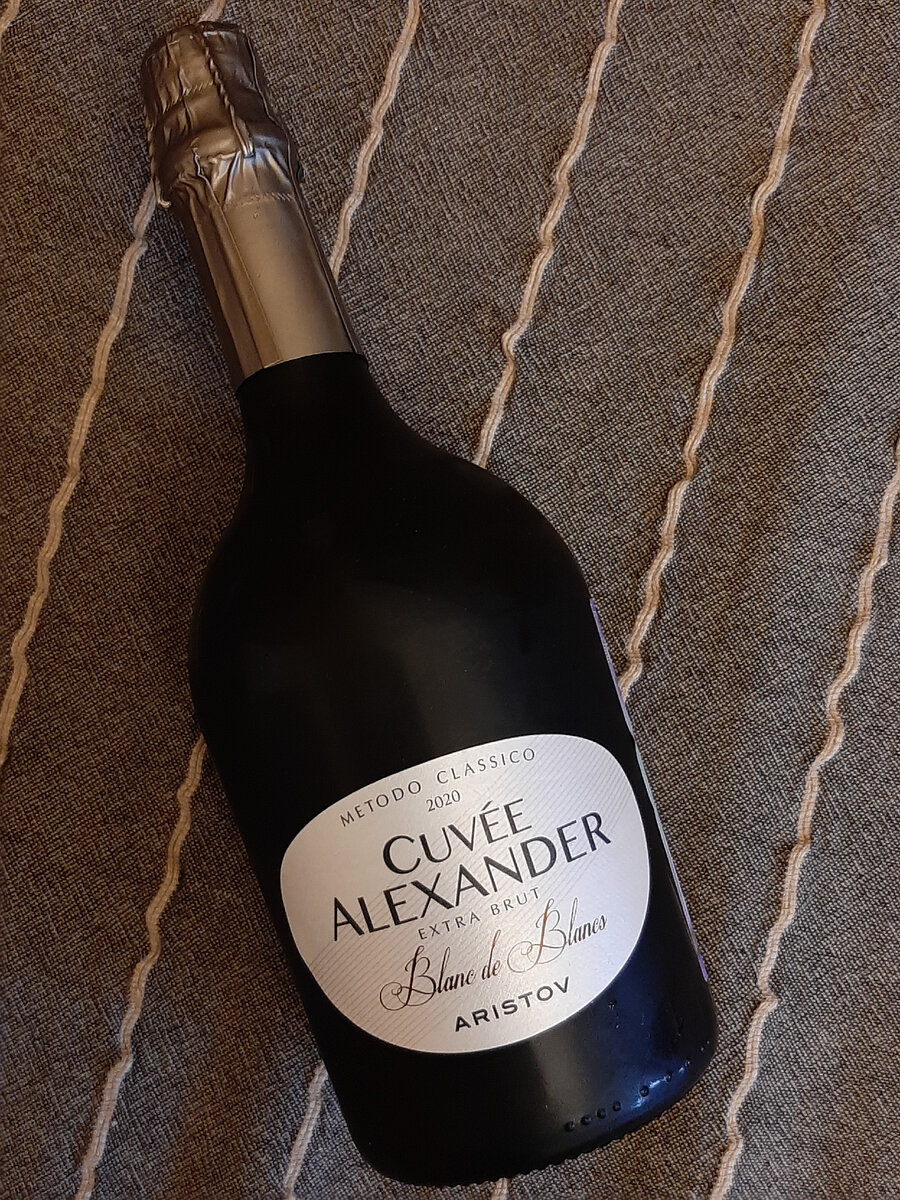 METODO CLASSICO
2020
CUVÉE
ALEXANDER
EXTRA BRUT
Blanc de Blancs
ARISTOV